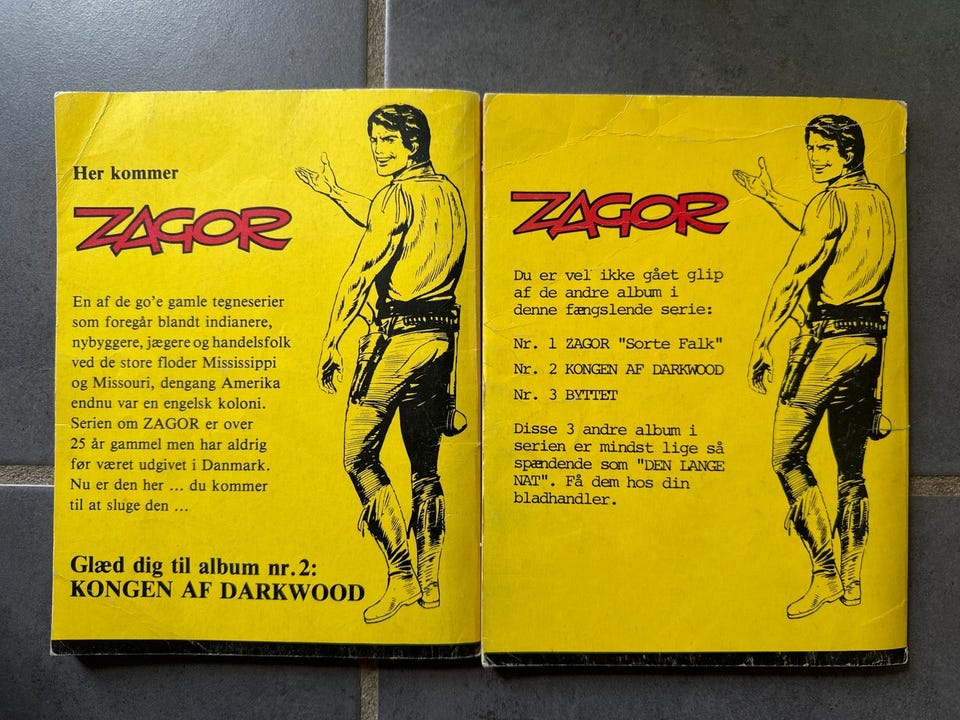 Her kommer
ZAGOR
En af de go'e gamle tegneserier
som foregår blandt indianere,
nybyggere, jægere og handelsfolk
ved de store floder Mississippi
og Missouri, dengang Amerika
endnu var en engelsk koloni.
Serien om ZAGOR er over
25 år gammel men har aldrig
før været udgivet i Danmark.
Nu er den her ... du kommer
til at sluge den ...
Glæd dig til album nr. 2:
KONGEN AF DARKWOOD
ZAGOR
Du er vel ikke gået glip
af de andre album i
denne fængslende serie:
Nr. 1 ZAGOR "Sorte Falk"
Nr. 2 KONGEN AF DARKWOOD
Nr. 3 BYTTET
Disse 3 andre album i
serien er mindst lige så
spændende som "DEN LANGE
NAT". Få dem hos din
bladhandler.